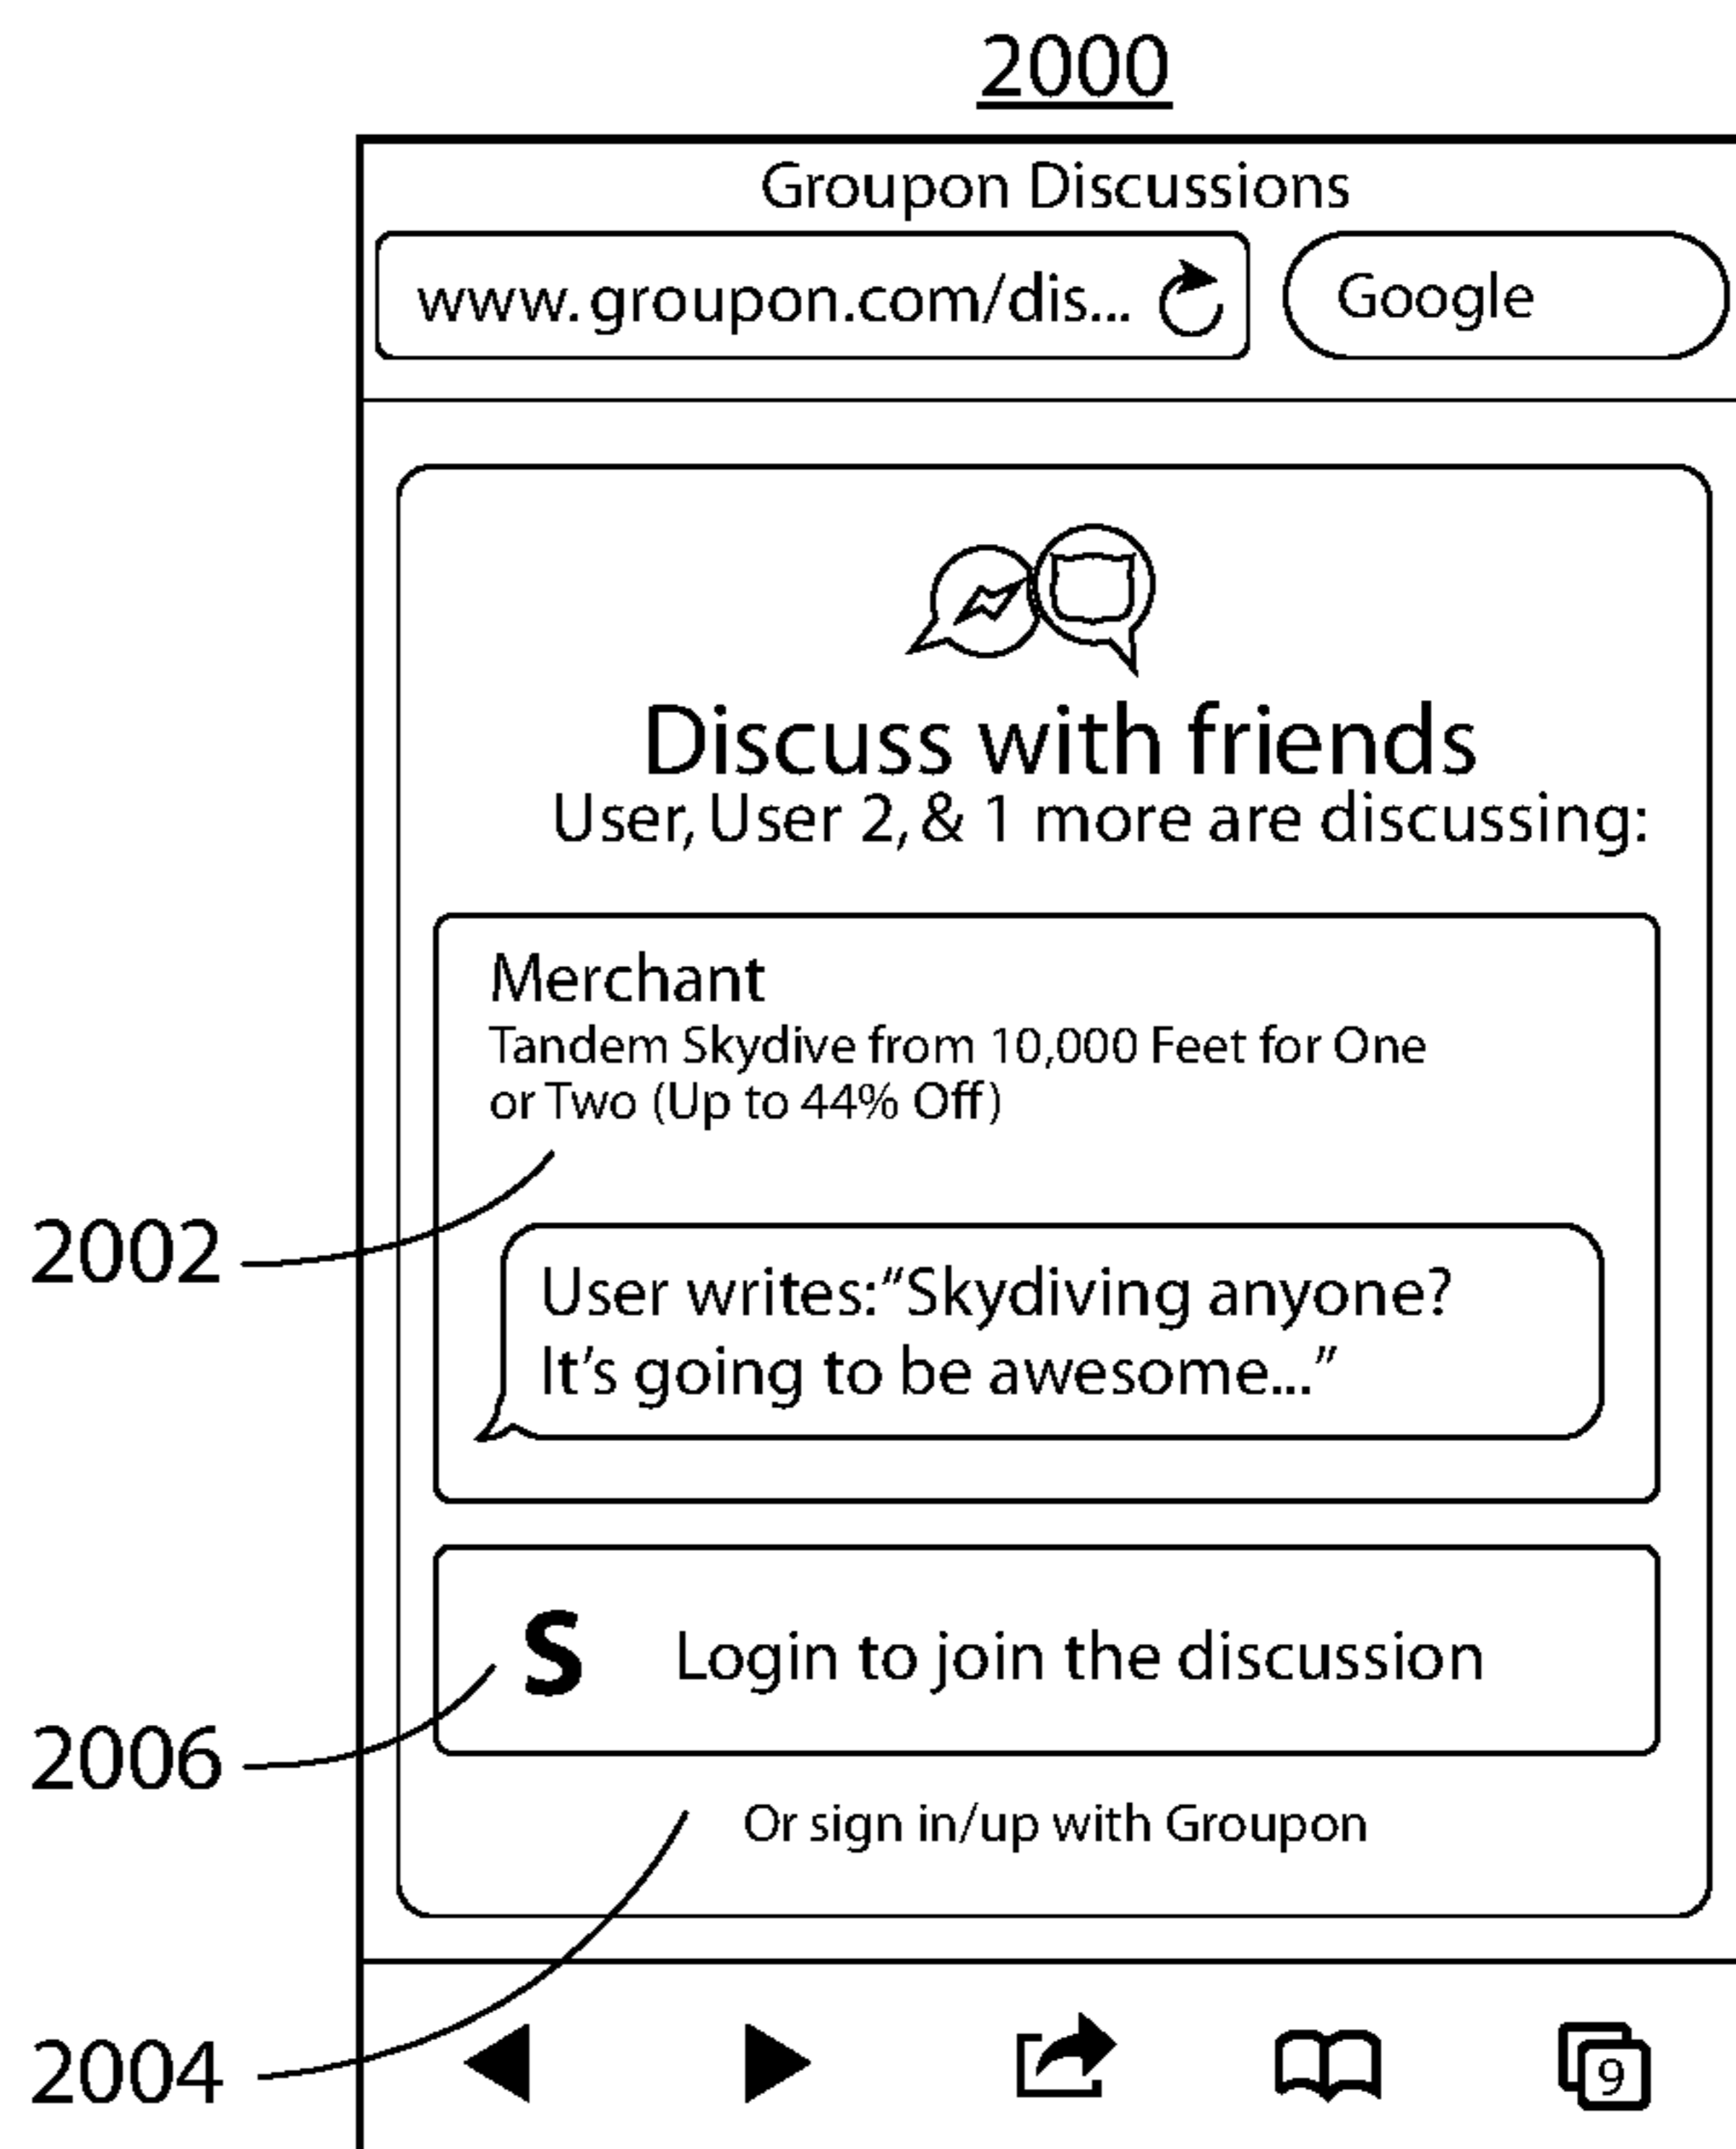 2000
Groupon Discussions
www.groupon.com/dis... Google
Discuss with friends
User, User 2, & 1 more are discussing:
Merchant
Tandem Skydive from 10,000 Feet for One
or Two (Up to 44% Off)
2002
User writes:“Skydiving anyone?
It’s going to be awesome...”
S Login to join the discussion
2006
Or sign in/up with Groupon
2004
9